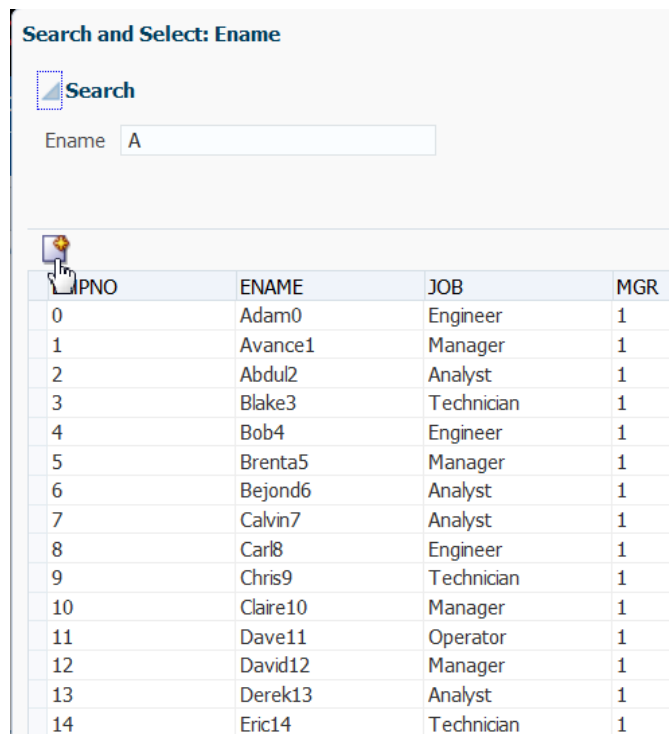 Search and Select: Ename
Search
Ename A
PNO ENAME JOB MGR
0 Adam0 Engineer 1
1 Avance1 Manager 1
2 Abdul2 Analyst 1
3 Blake3 Technician 1
4 Bob4 Engineer 1
5 Brenta5 Manager 1
6 Bejond6 Analyst 1
7 Calvin7 Analyst 1
8 Carl8 Engineer 1
9 Chris9 Technician 1
10 Claire10 Manager 1
11 Dave11 Operator 1
12 David12 Manager 1
13 Derek13 Analyst 1
14 Eric14 Technician 1